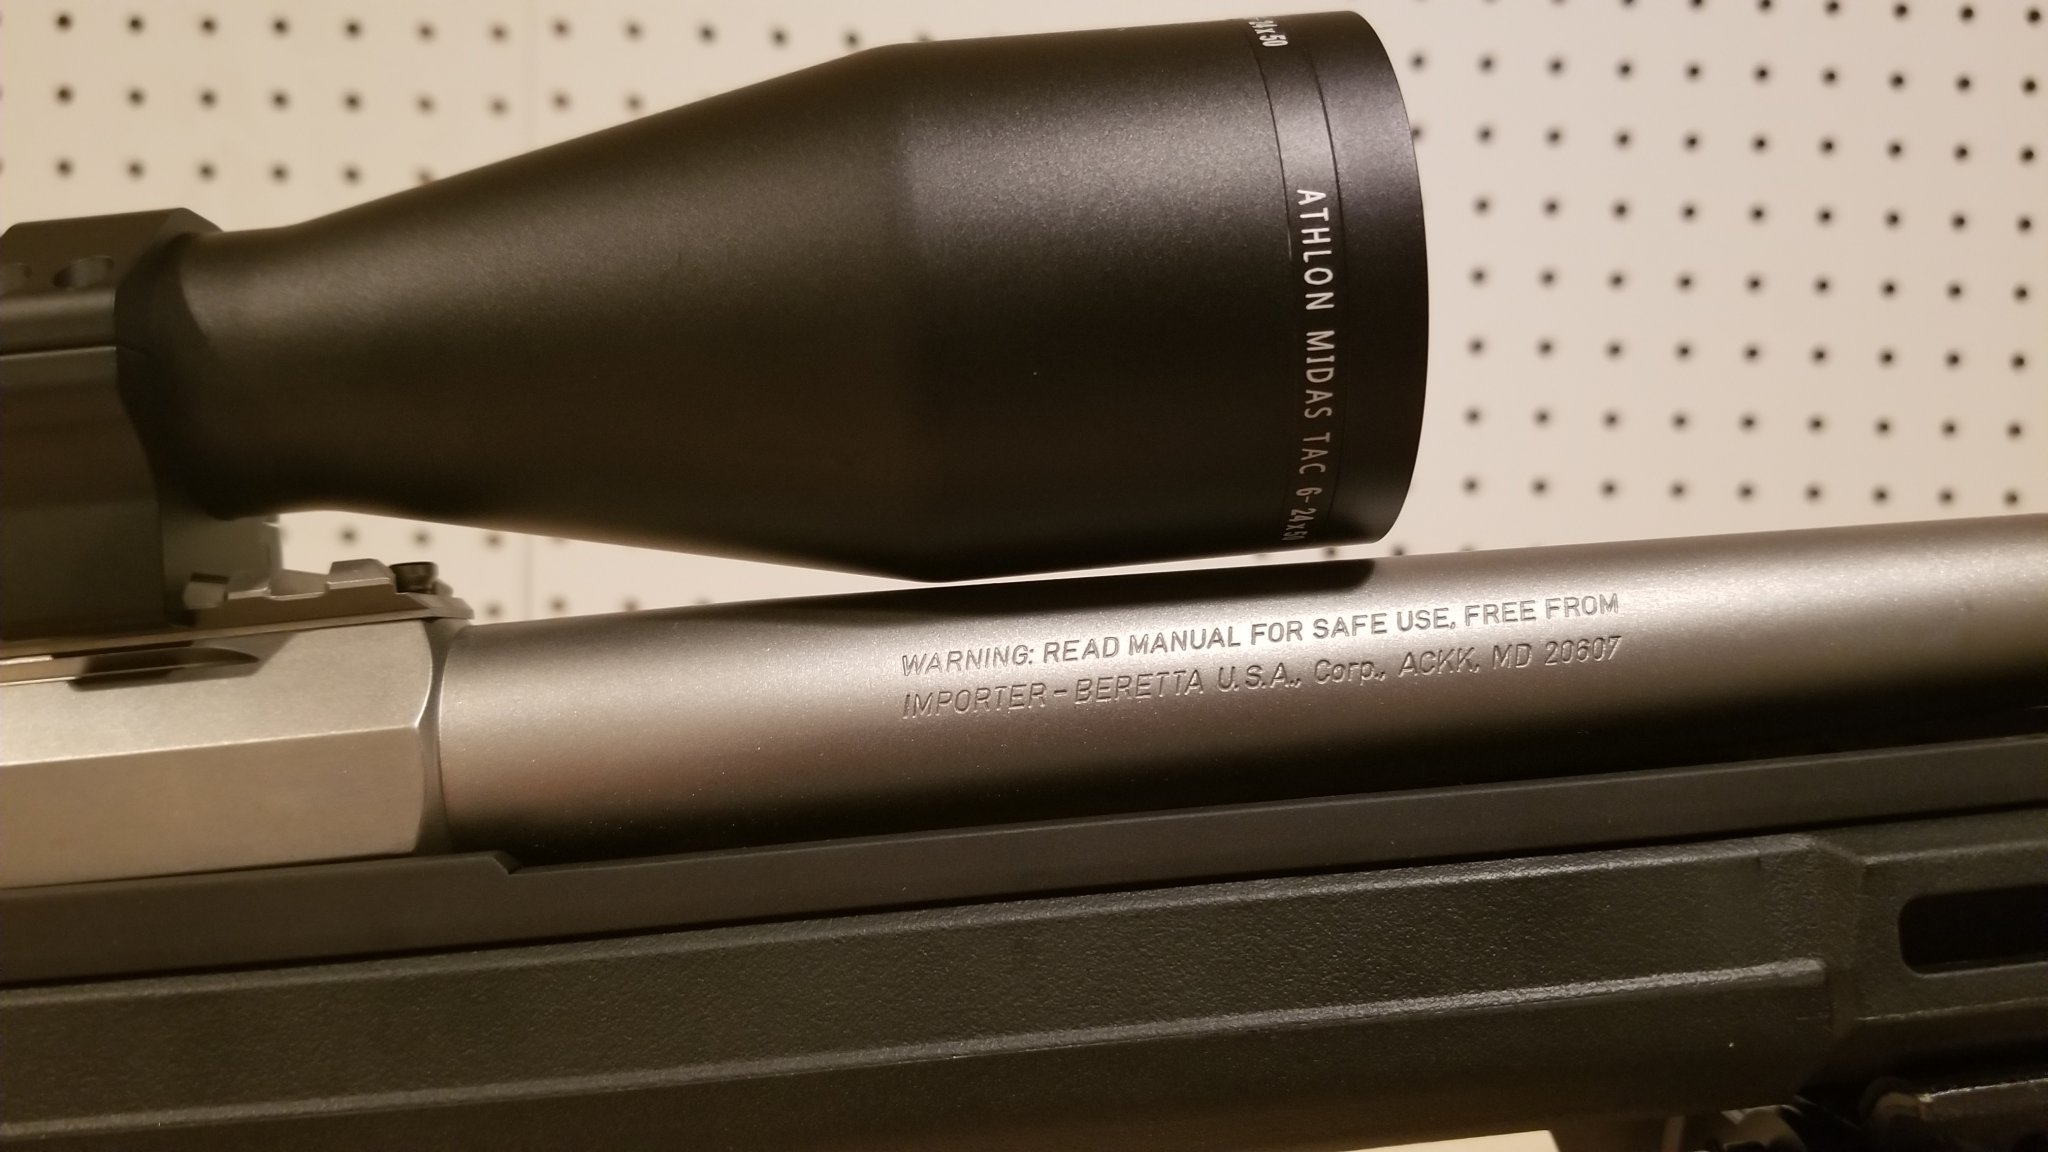 24x50
ATHLON MIDAS TAC 6-24x50
WARNING: READ MANUAL FOR SAFE USE, FREE FROM
IMPORTER-BERETTA U.S.A., Corp., ACKK, MD 20607